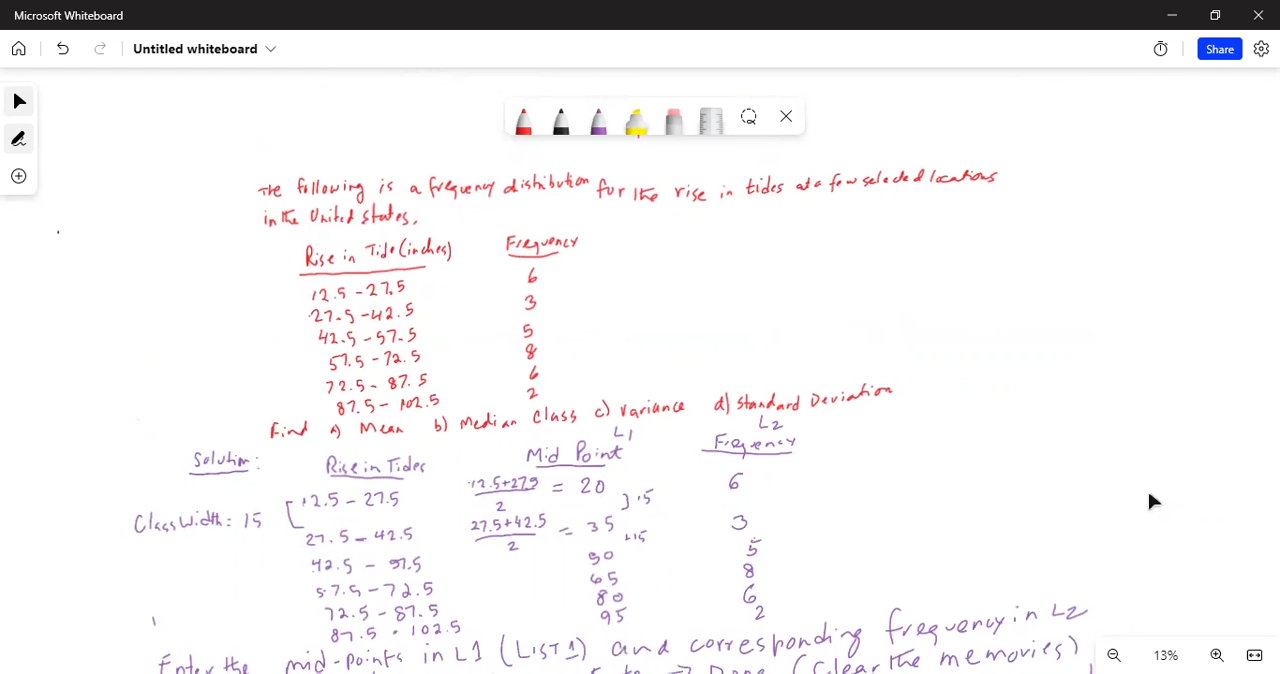 Microsoft Whiteboard
Untitled whiteboard
Share
The following is a frequency distribution for the rise in tides at a few selected locations
in the United States.
Rise in Tide (inches) Frequency
12.5 - 27.5 6
27.5 - 42.5 3
42.5 - 57.5 5
57.5 - 72.5 8
72.5 - 87.5 6
87.5 - 102.5 2
Find a) Mean b) Median Class c) Variance d) Standard Deviation
L1 L2
Solution: Rise in Tides Mid Point Frequency
12.5 - 27.5 12.5+27.5/2 = 20 6
+15
Class Width: 15 27.5 - 42.5 27.5+42.5/2 = 35 3
+15
42.5 - 57.5 50 5
57.5 - 72.5 65 8
72.5 - 87.5 80 6
87.5 - 102.5 95 2
Enter the mid-points in L1 (LIST 1) and corresponding frequency in L2
Done (Clear the memories)
13%